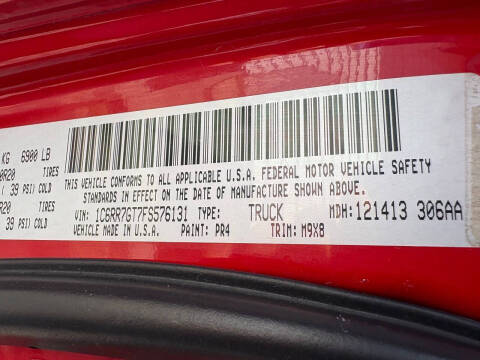 KG 6900 LB
0R20 TIRES
( 39 PSI) COLD
R20 TIRES
39 PSI) COLD
THIS VEHICLE CONFORMS TO ALL APPLICABLE U.S.A. FEDERAL MOTOR VEHICLE SAFETY
STANDARDS IN EFFECT ON THE DATE OF MANUFACTURE SHOWN ABOVE.
VIN: 1C6RR7GT7FS576131 TYPE: TRUCK MDH: 121413 306AA
VEHICLE MADE IN U.S.A. PAINT: PR4 TRIM: M9X8